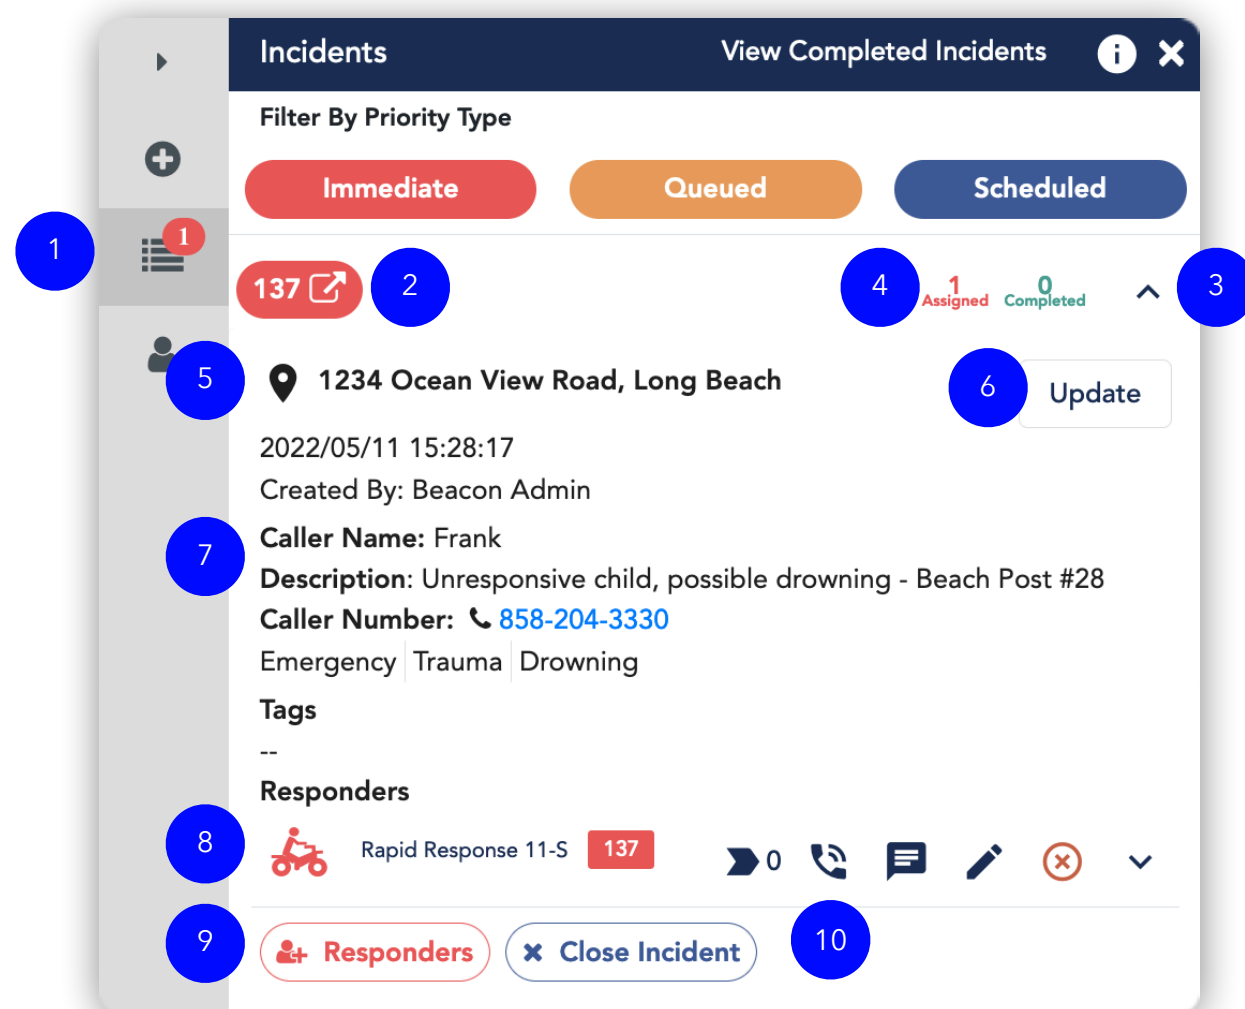 Incidents View Completed Incidents
Filter By Priority Type
Immediate Queued Scheduled
1 1
137 2 4 1 Assigned 0 Completed 3
5 1234 Ocean View Road, Long Beach 6 Update
2022/05/11 15:28:17
Created By: Beacon Admin
7 Caller Name: Frank
Description: Unresponsive child, possible drowning - Beach Post #28
Caller Number: 858-204-3330
Emergency Trauma Drowning
Tags
--
Responders
8 Rapid Response 11-S 137 0
9 Responders Close Incident 10